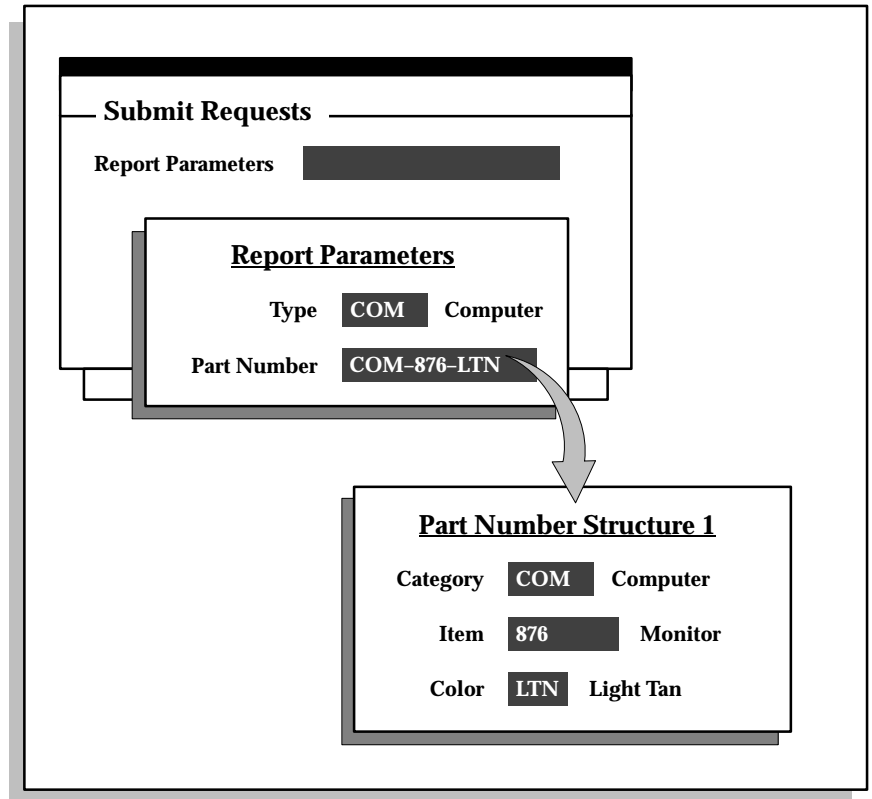 Submit Requests
Report Parameters
Report Parameters
Type COM Computer
Part Number COM–876–LTN
Part Number Structure 1
Category COM Computer
Item 876 Monitor
Color LTN Light Tan